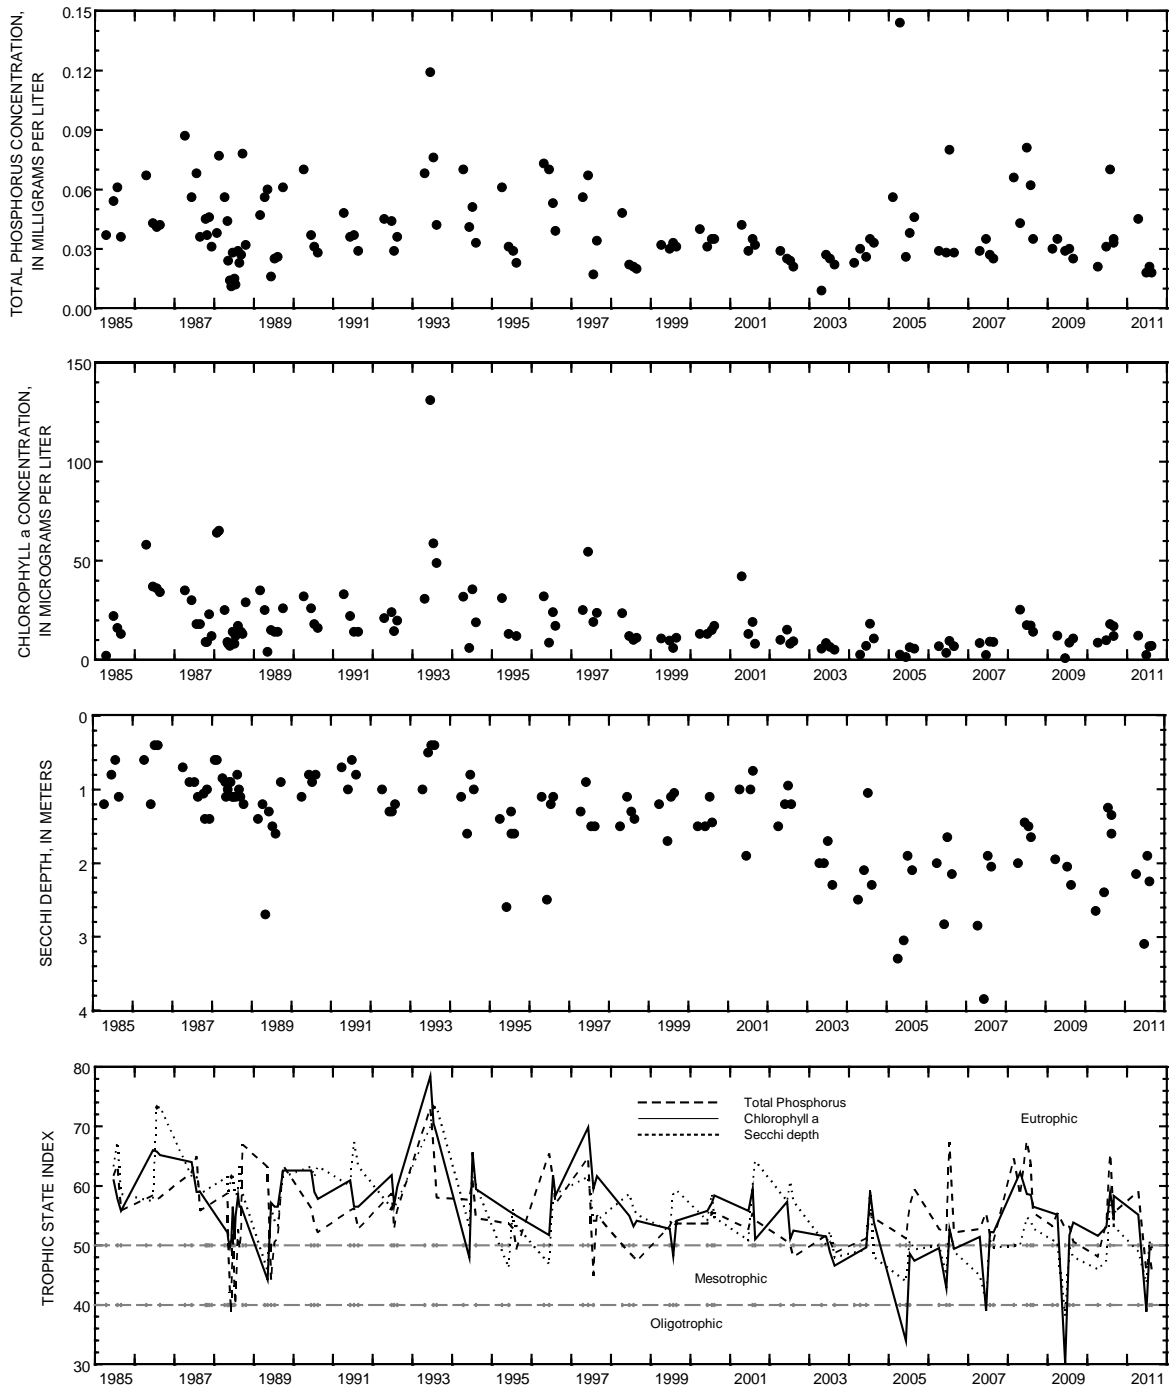 TOTAL PHOSPHORUS CONCENTRATION,
IN MILLIGRAMS PER LITER
0.15
0.12
0.09
0.06
0.03
0.00
1985 1987 1989 1991 1993 1995 1997 1999 2001 2003 2005 2007 2009 2011
CHLOROPHYLL a CONCENTRATION,
IN MICROGRAMS PER LITER
150
100
50
0
1985 1987 1989 1991 1993 1995 1997 1999 2001 2003 2005 2007 2009 2011
SECCHI DEPTH, IN METERS
0
1
2
3
4
1985 1987 1989 1991 1993 1995 1997 1999 2001 2003 2005 2007 2009 2011
TROPHIC STATE INDEX
80
70
60
50
40
30
Total Phosphorus
Chlorophyll a
Secchi depth
Eutrophic
Mesotrophic
Oligotrophic
1985 1987 1989 1991 1993 1995 1997 1999 2001 2003 2005 2007 2009 2011